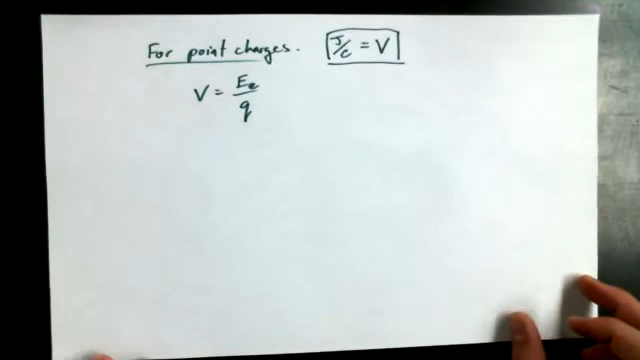 For point charges. J/C = V
V = Ee/q